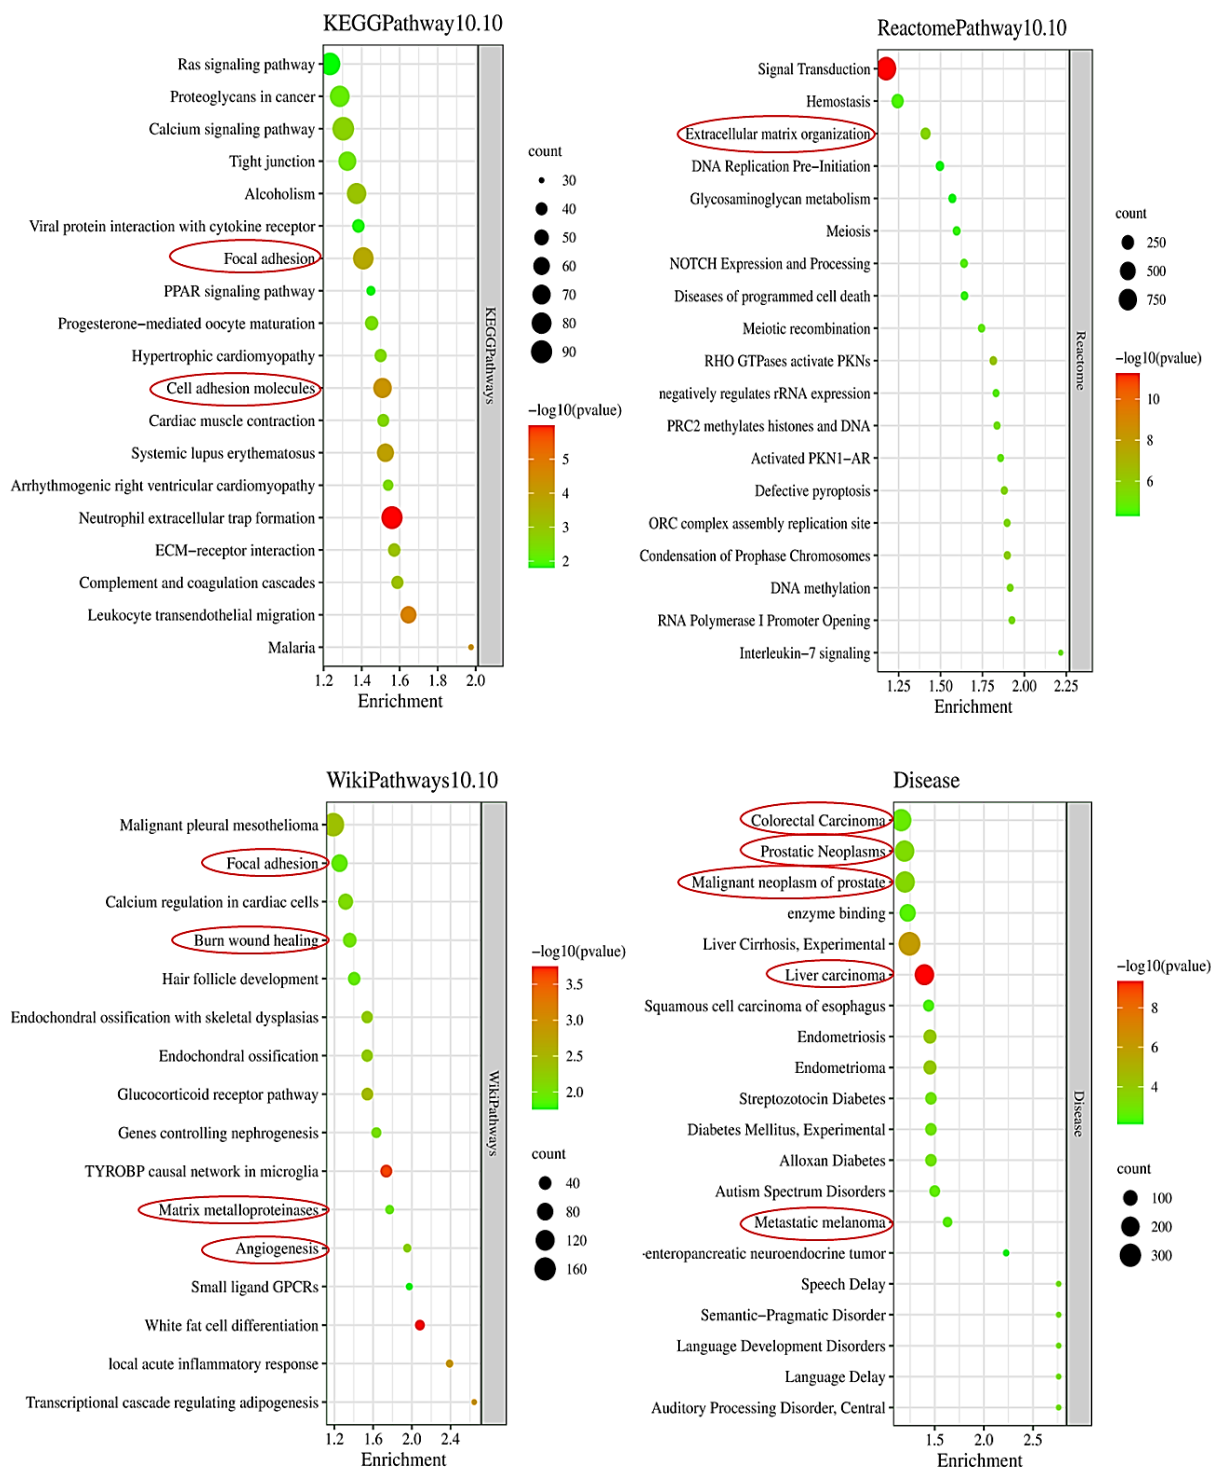 KEGGPathway10.10
Ras signaling pathway
Proteoglycans in cancer
Calcium signaling pathway
Tight junction
Alcoholism
Viral protein interaction with cytokine receptor
Focal adhesion
PPAR signaling pathway
Progesterone−mediated oocyte maturation
Hypertrophic cardiomyopathy
Cell adhesion molecules
Cardiac muscle contraction
Systemic lupus erythematosus
Arrhythmogenic right ventricular cardiomyopathy
Neutrophil extracellular trap formation
ECM−receptor interaction
Complement and coagulation cascades
Leukocyte transendothelial migration
Malaria
1.2 1.4 1.6 1.8 2.0
Enrichment
KEGGPathways
count
30
40
50
60
70
80
90
−log10(pvalue)
5
4
3
2
ReactomePathway10.10
Signal Transduction
Hemostasis
Extracellular matrix organization
DNA Replication Pre−Initiation
Glycosaminoglycan metabolism
Meiosis
NOTCH Expression and Processing
Diseases of programmed cell death
Meiotic recombination
RHO GTPases activate PKNs
negatively regulates rRNA expression
PRC2 methylates histones and DNA
Activated PKN1−AR
Defective pyroptosis
ORC complex assembly replication site
Condensation of Prophase Chromosomes
DNA methylation
RNA Polymerase I Promoter Opening
Interleukin−7 signaling
1.25 1.50 1.75 2.00 2.25
Enrichment
Reactome
count
250
500
750
−log10(pvalue)
10
8
6
WikiPathways10.10
Malignant pleural mesothelioma
Focal adhesion
Calcium regulation in cardiac cells
Burn wound healing
Hair follicle development
Endochondral ossification with skeletal dysplasias
Endochondral ossification
Glucocorticoid receptor pathway
Genes controlling nephrogenesis
TYROBP causal network in microglia
Matrix metalloproteinases
Angiogenesis
Small ligand GPCRs
White fat cell differentiation
local acute inflammatory response
Transcriptional cascade regulating adipogenesis
1.2 1.6 2.0 2.4
Enrichment
WikiPathways
−log10(pvalue)
3.5
3.0
2.5
2.0
count
40
80
120
160
Disease
Colorectal Carcinoma
Prostatic Neoplasms
Malignant neoplasm of prostate
enzyme binding
Liver Cirrhosis, Experimental
Liver carcinoma
Squamous cell carcinoma of esophagus
Endometriosis
Endometrioma
Streptozotocin Diabetes
Diabetes Mellitus, Experimental
Alloxan Diabetes
Autism Spectrum Disorders
Metastatic melanoma
-enteropancreatic neuroendocrine tumor
Speech Delay
Semantic−Pragmatic Disorder
Language Development Disorders
Language Delay
Auditory Processing Disorder, Central
1.5 2.0 2.5
Enrichment
Disease
−log10(pvalue)
8
6
4
count
100
200
300